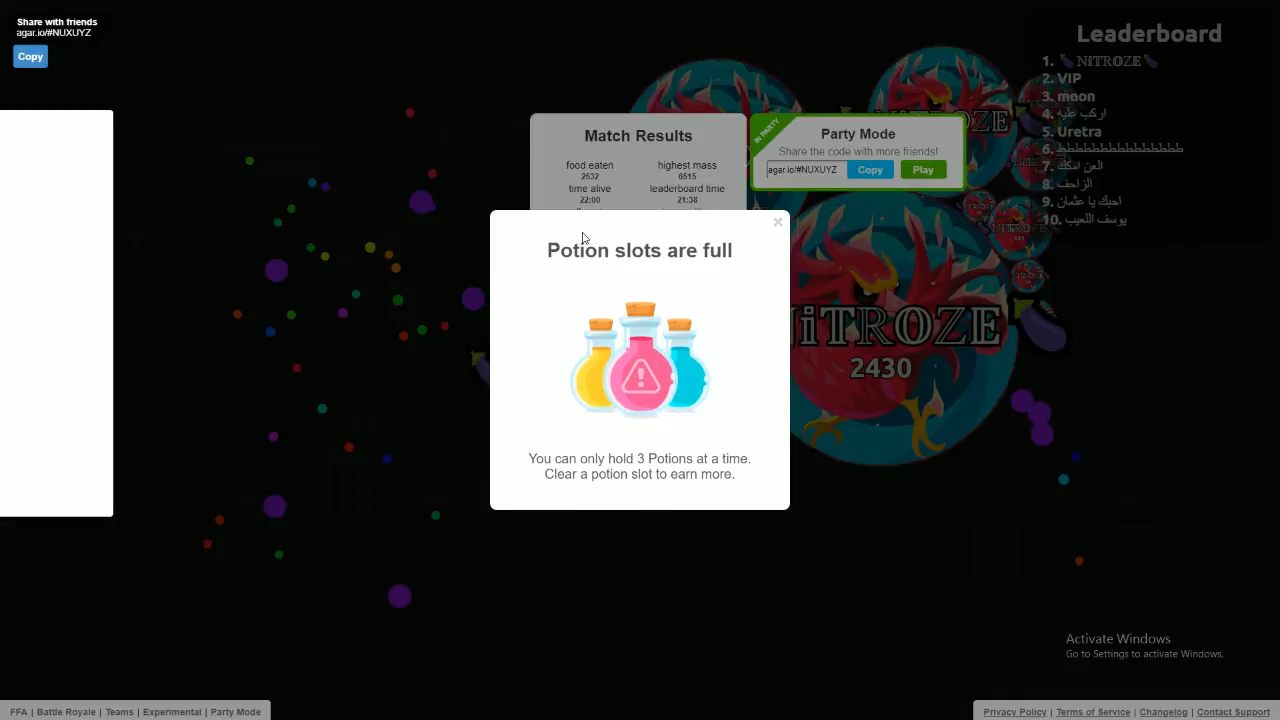 Share with friends
agar.io/#NUXUYZ
Copy
Leaderboard
1. 🍆 NiTROZE 🍆
2. VIP
3. moon
4. اركب عليه
5. Uretra
6. طططططططططططططططط
7. العن امكك
8. الزاحف
9. احبك يا عثمان
10. يوسف اللعيب
Match Results
food eaten
highest mass
2532
6515
time alive
leaderboard time
22:00
21:38
IN PARTY
Party Mode
Share the code with more friends!
agar.io/#NUXUYZ
Copy
Play
×
Potion slots are full
You can only hold 3 Potions at a time.
Clear a potion slot to earn more.
NiTROZE
2430
Activate Windows
Go to Settings to activate Windows.
FFA | Battle Royale | Teams | Experimental | Party Mode
Privacy Policy | Terms of Service | Changelog | Contact Support